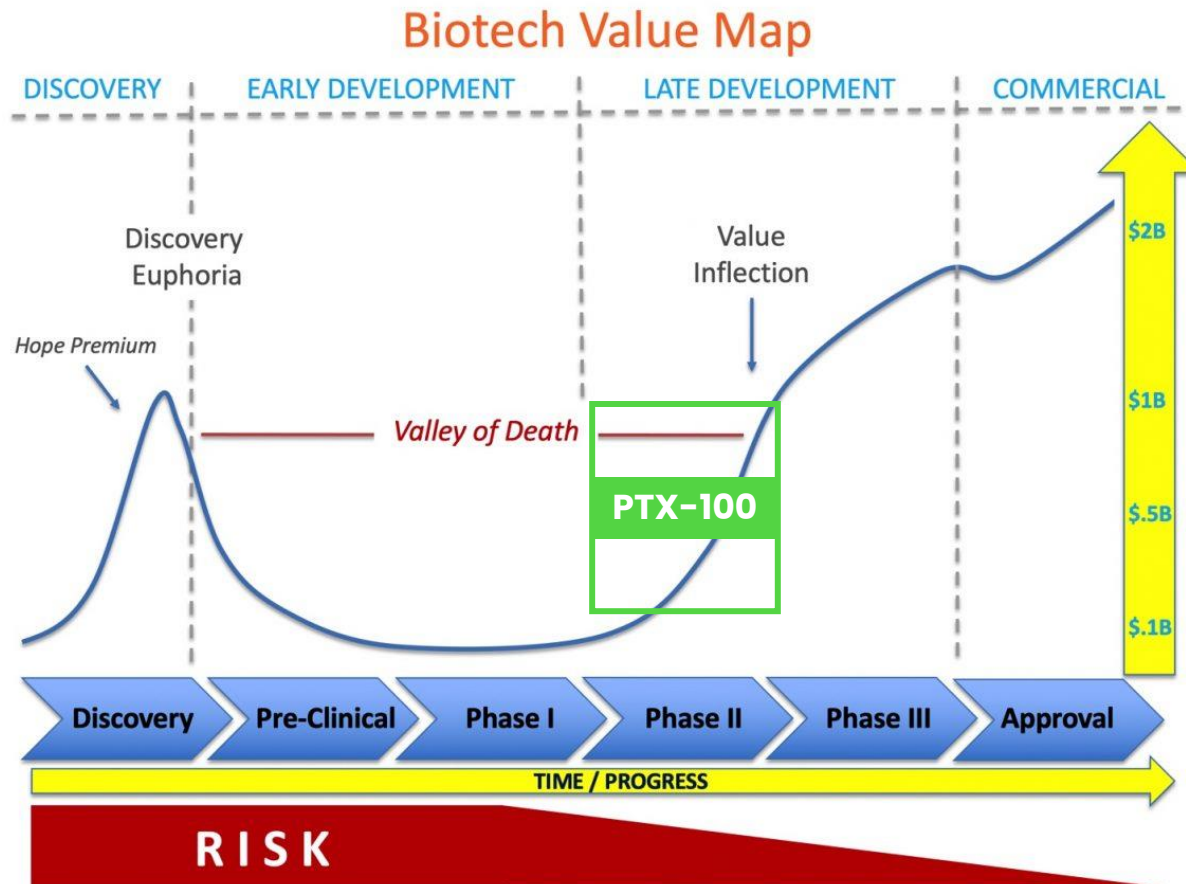 Biotech Value Map
DISCOVERY
EARLY DEVELOPMENT
LATE DEVELOPMENT
COMMERCIAL
Discovery
Euphoria
Hope Premium
Valley of Death
Value
Inflection
PTX-100
$2B
$1B
$.5B
$.1B
Discovery
Pre-Clinical
Phase I
Phase II
Phase III
Approval
TIME / PROGRESS
RISK